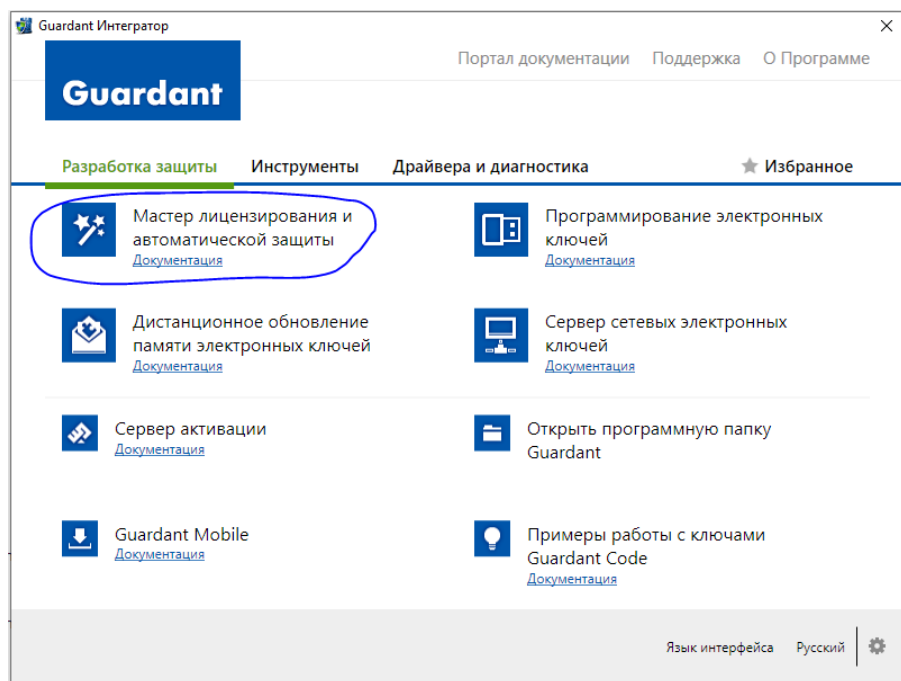 Guardant Интегратор
Портал документации Поддержка О Программе
Guardant
Разработка защиты Инструменты Драйвера и диагностика Избранное
Мастер лицензирования и
автоматической защиты
Документация
Программирование электронных
ключей
Документация
Дистанционное обновление
памяти электронных ключей
Документация
Сервер сетевых электронных
ключей
Документация
Сервер активации
Документация
Открыть программную папку
Guardant
Guardant Mobile
Документация
Примеры работы с ключами
Guardant Code
Документация
Язык интерфейса Русский